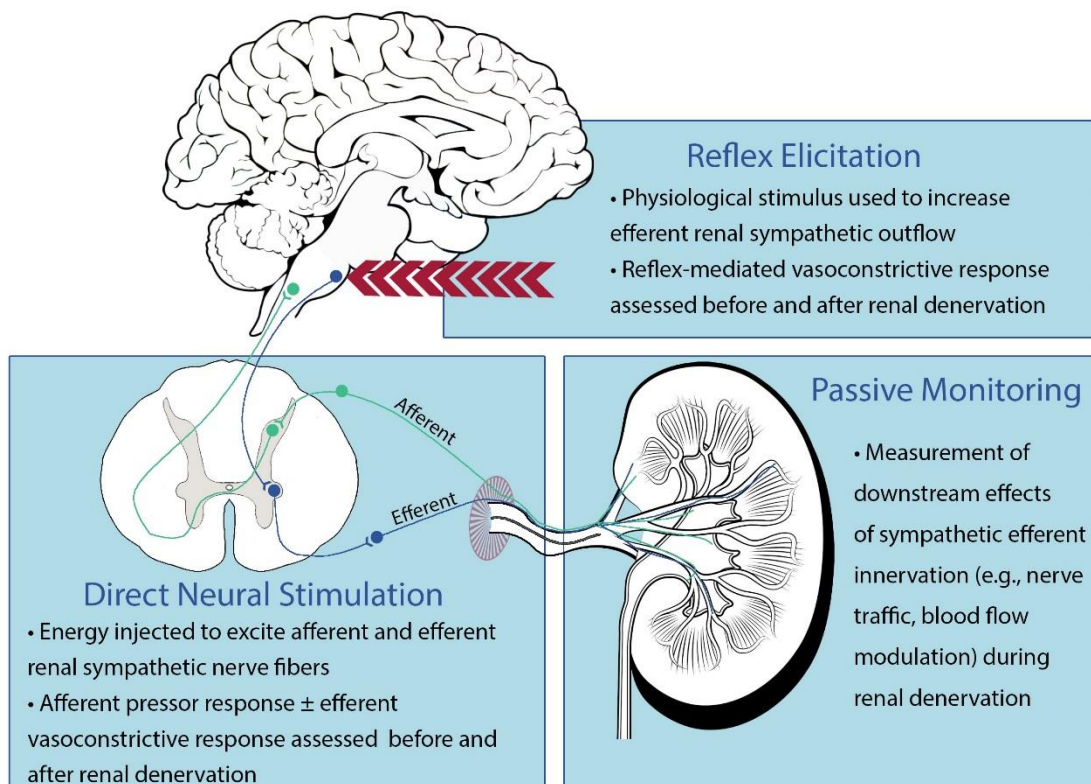 Reflex Elicitation
• Physiological stimulus used to increase
efferent renal sympathetic outflow
• Reflex-mediated vasoconstrictive response
assessed before and after renal denervation
Afferent
Efferent
Direct Neural Stimulation
• Energy injected to excite afferent and efferent
renal sympathetic nerve fibers
• Afferent pressor response ± efferent
vasoconstrictive response assessed before and
after renal denervation
Passive Monitoring
• Measurement of
downstream effects
of sympathetic efferent
innervation (e.g., nerve
traffic, blood flow
modulation) during
renal denervation